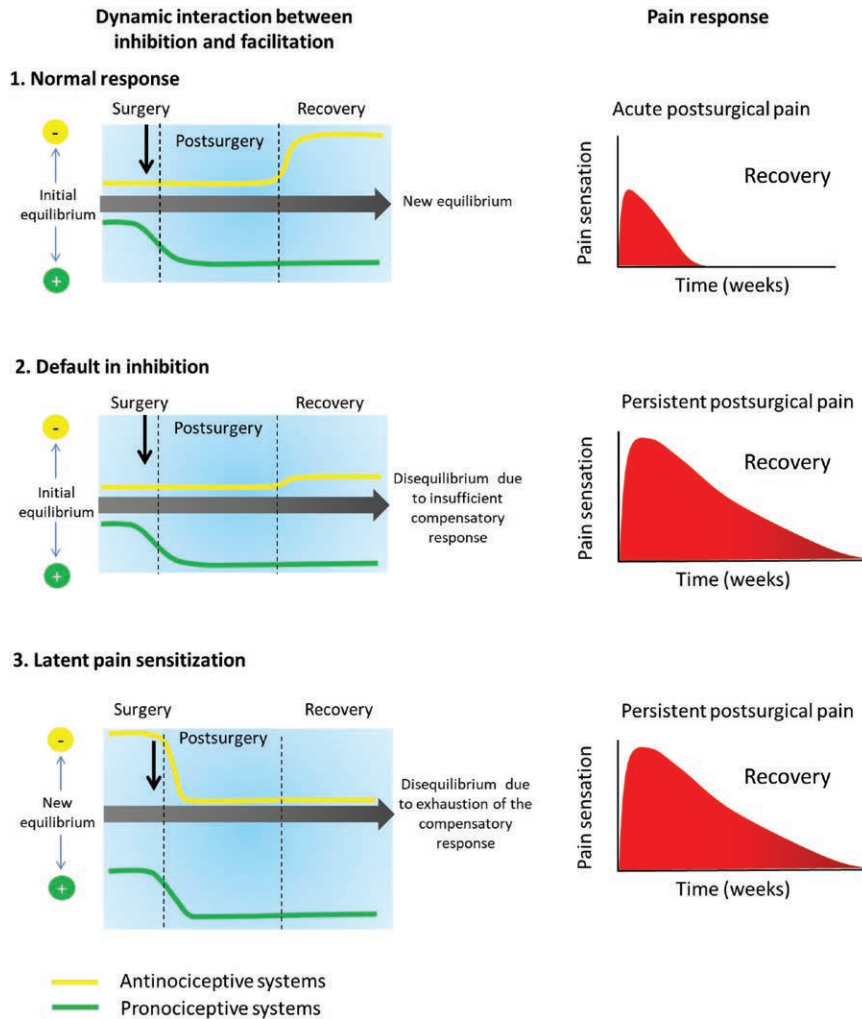 Dynamic interaction between
inhibition and facilitation
Pain response
1. Normal response
Surgery
Recovery
Postsurgery
-
Initial
equilibrium
+
New equilibrium
Acute postsurgical pain
Recovery
Pain sensation
Time (weeks)
2. Default in inhibition
Surgery
Recovery
Postsurgery
-
Initial
equilibrium
+
Disequilibrium due
to insufficient
compensatory
response
Persistent postsurgical pain
Recovery
Pain sensation
Time (weeks)
3. Latent pain sensitization
Surgery
Recovery
Postsurgery
-
New
equilibrium
+
Disequilibrium due
to exhaustion of the
compensatory
response
Persistent postsurgical pain
Recovery
Pain sensation
Time (weeks)
Antinociceptive systems
Pronociceptive systems